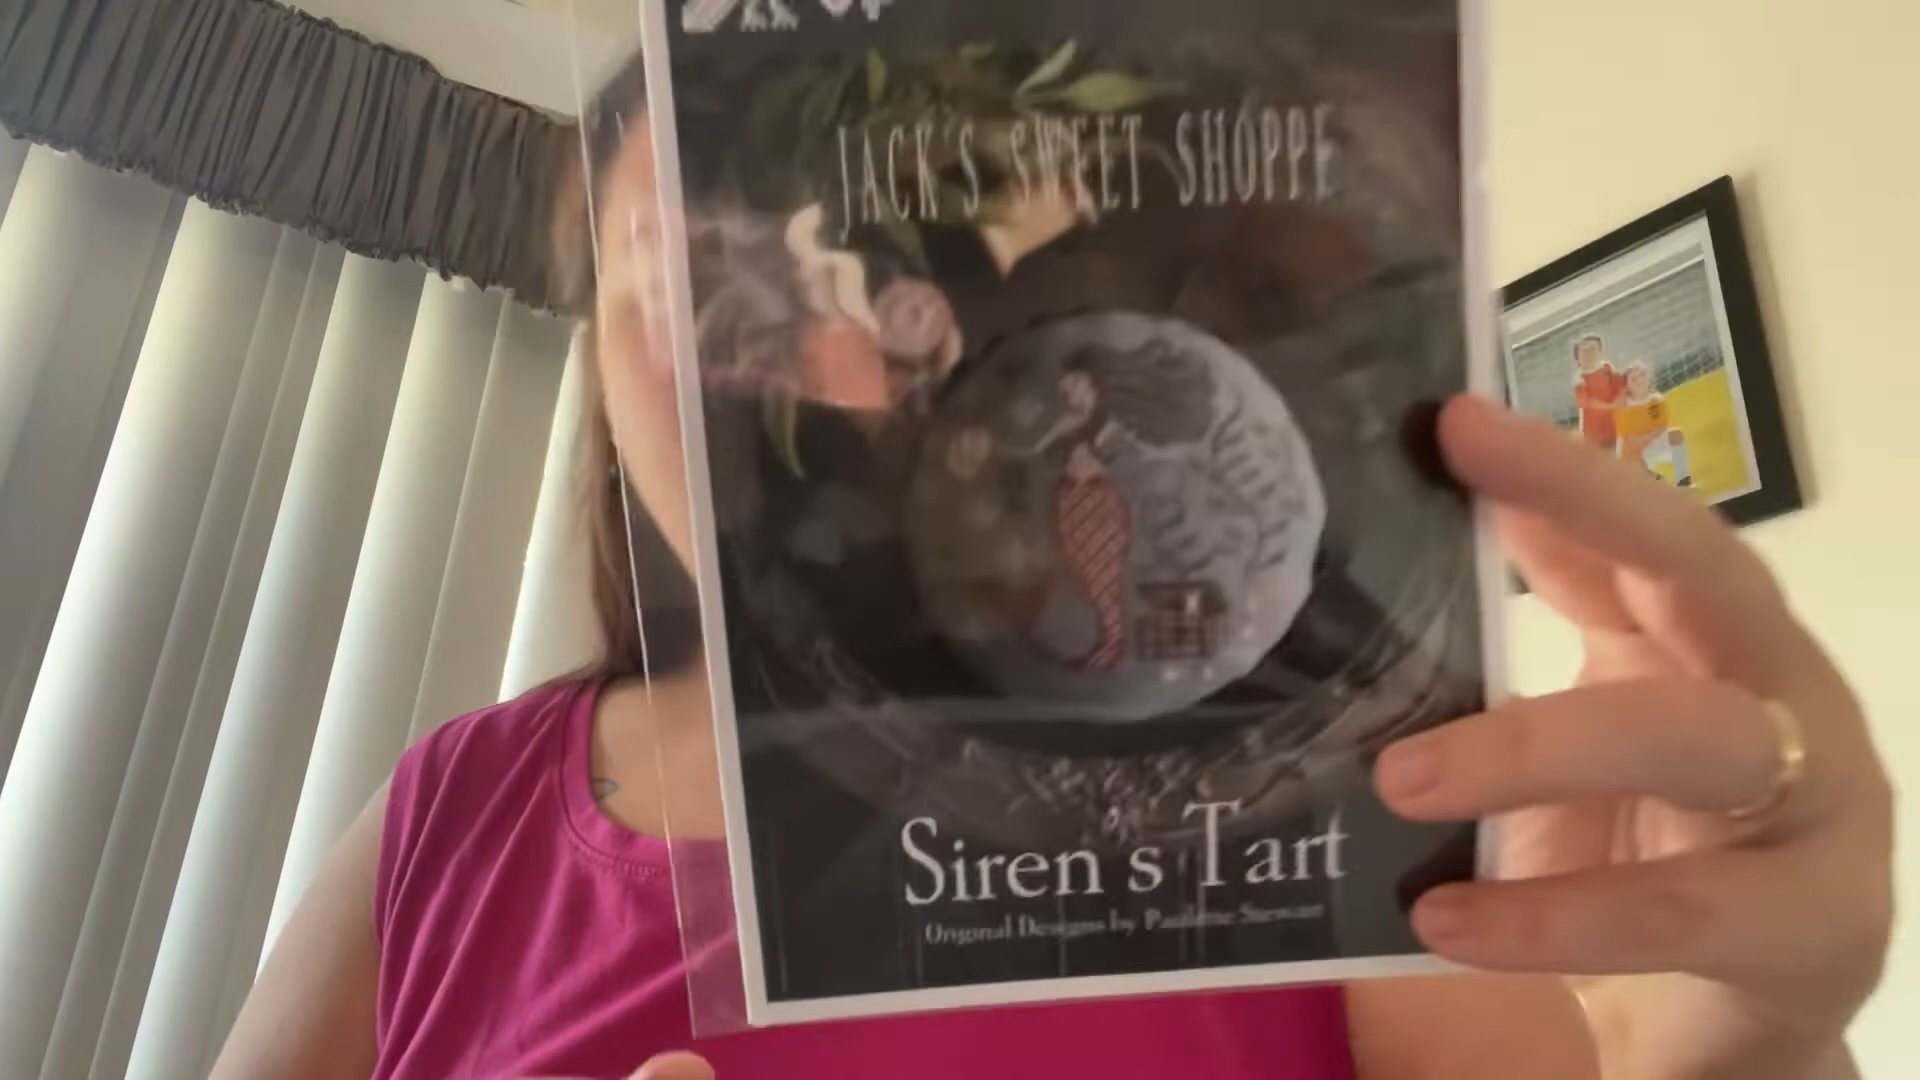 JACK'S SWEET SHOPPE
Siren's Tart
Original Designs by Paulette Stewart